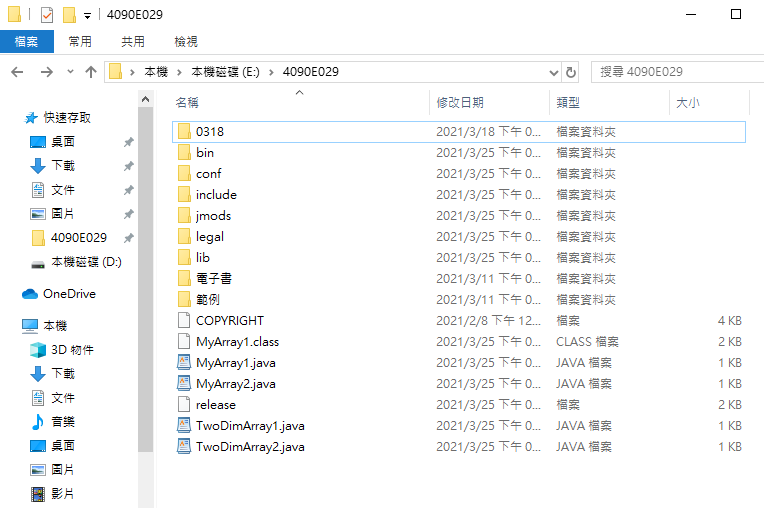 4090E029
檔案 常用 共用 檢視
本機 本機磁碟 (E:) 4090E029 搜尋 4090E029
名稱 修改日期 類型 大小
快速存取
桌面
下載
文件
圖片
4090E029
本機磁碟 (D:)
OneDrive
本機
3D 物件
下載
文件
音樂
桌面
圖片
影片
0318 2021/3/18 下午 0... 檔案資料夾
bin 2021/3/25 下午 0... 檔案資料夾
conf 2021/3/25 下午 0... 檔案資料夾
include 2021/3/25 下午 0... 檔案資料夾
jmods 2021/3/25 下午 0... 檔案資料夾
legal 2021/3/25 下午 0... 檔案資料夾
lib 2021/3/25 下午 0... 檔案資料夾
電子書 2021/3/11 下午 0... 檔案資料夾
範例 2021/3/11 下午 0... 檔案資料夾
COPYRIGHT 2021/2/8 下午 12... 檔案 4 KB
MyArray1.class 2021/3/25 下午 0... CLASS 檔案 2 KB
MyArray1.java 2021/3/25 下午 0... JAVA 檔案 1 KB
MyArray2.java 2021/3/25 下午 0... JAVA 檔案 1 KB
release 2021/3/25 下午 0... 檔案 2 KB
TwoDimArray1.java 2021/3/25 下午 0... JAVA 檔案 1 KB
TwoDimArray2.java 2021/3/25 下午 0... JAVA 檔案 1 KB